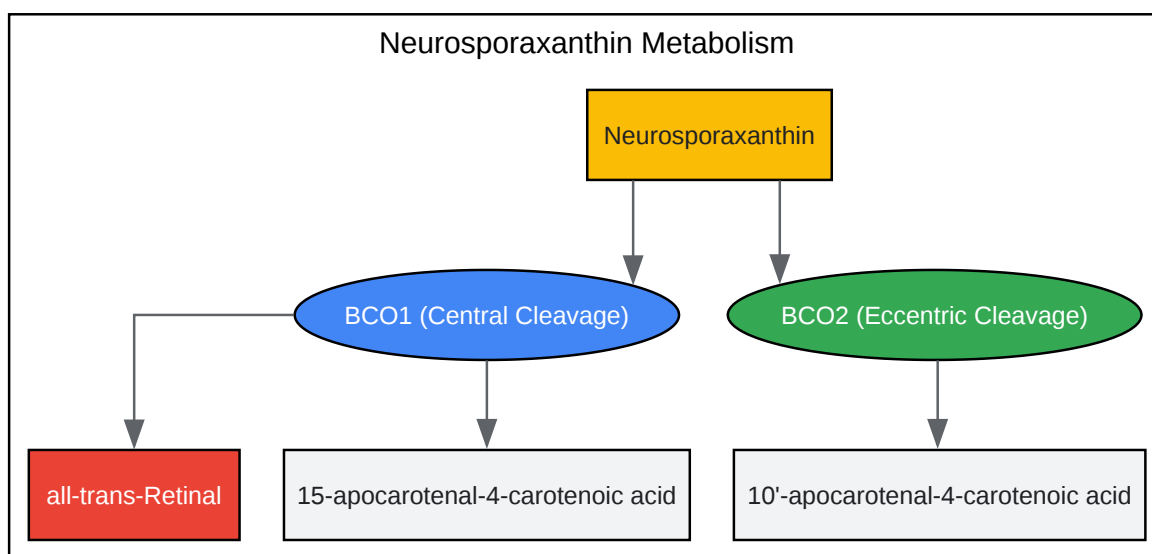 Neurosporaxanthin Metabolism
Neurosporaxanthin
BCO1 (Central Cleavage)
BCO2 (Eccentric Cleavage)
all-trans-Retinal
15-apocarotenal-4-carotenoic acid
10'-apocarotenal-4-carotenoic acid